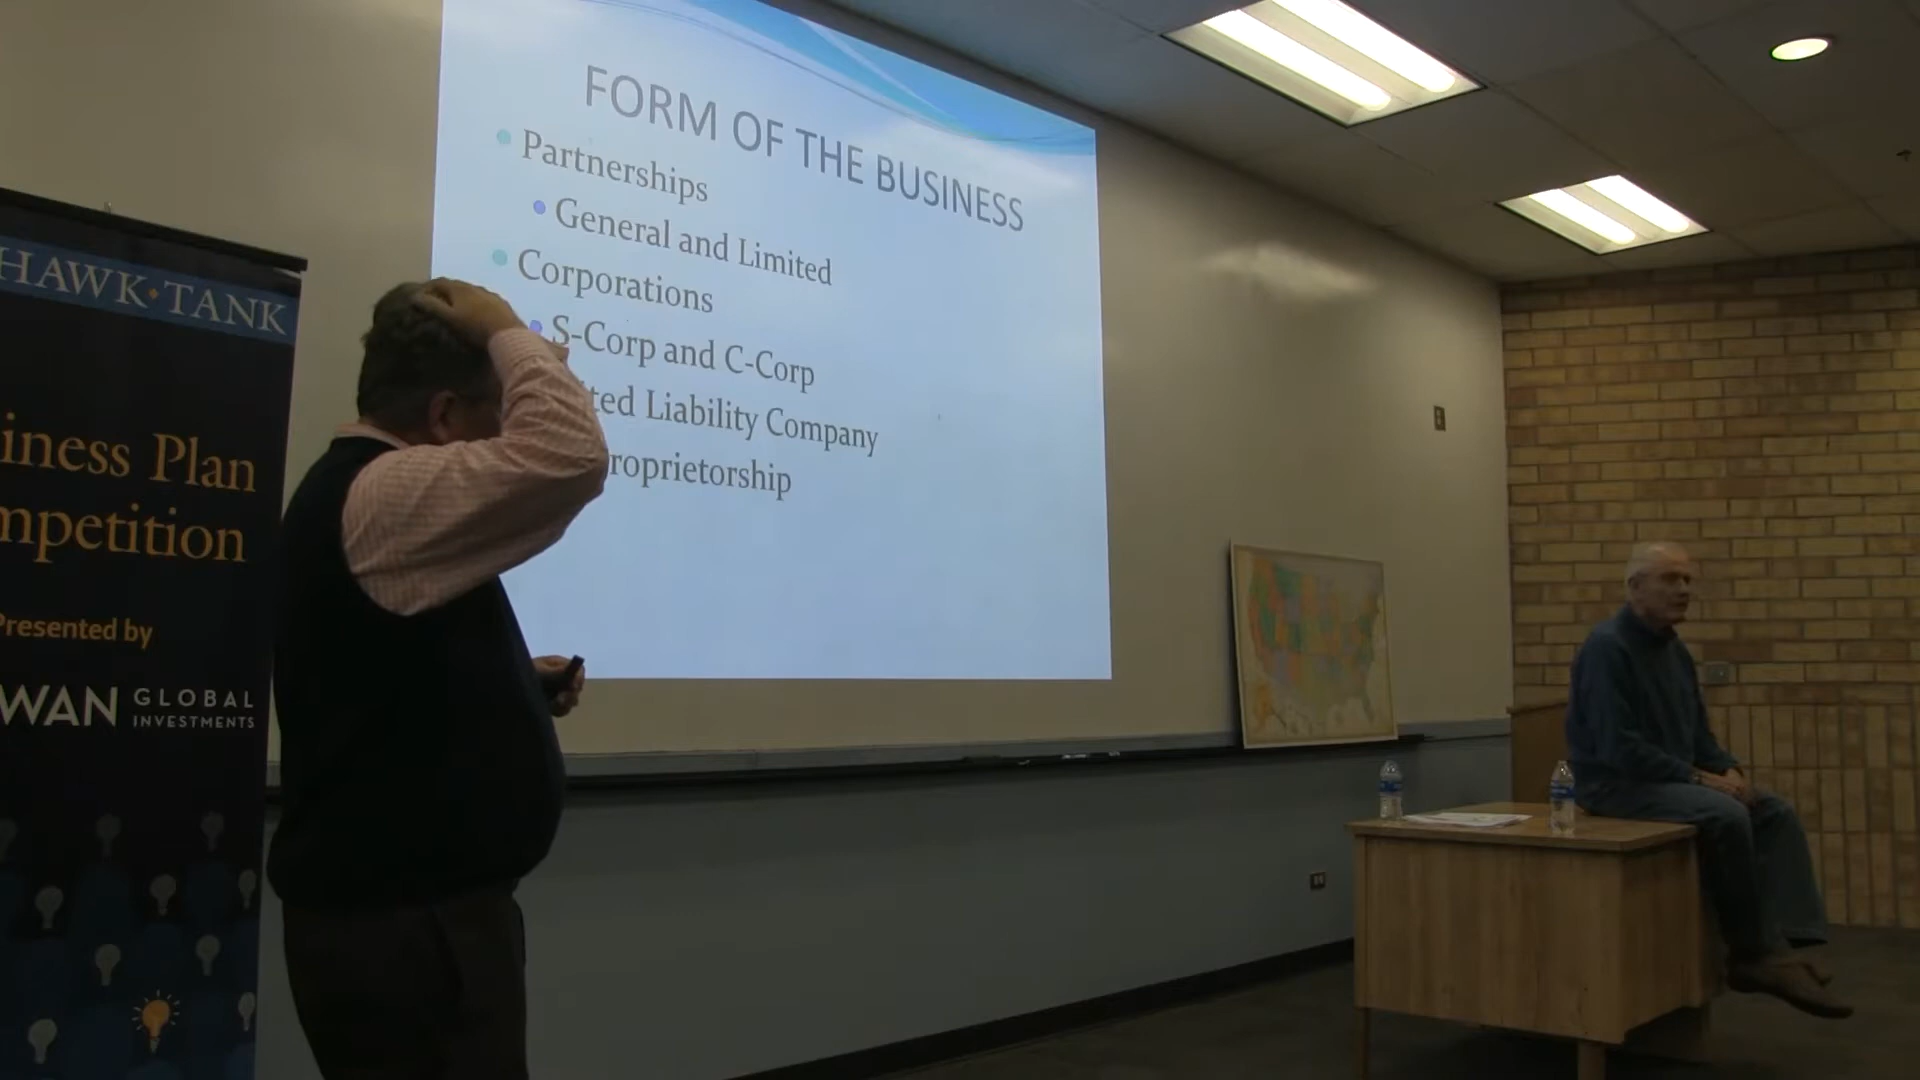 FORM OF THE BUSINESS
Partnerships
General and Limited
Corporations
S-Corp and C-Corp
ted Liability Company
roprietorship
HAWK·TANK
iness Plan
mpetition
Presented by
WAN GLOBAL INVESTMENTS